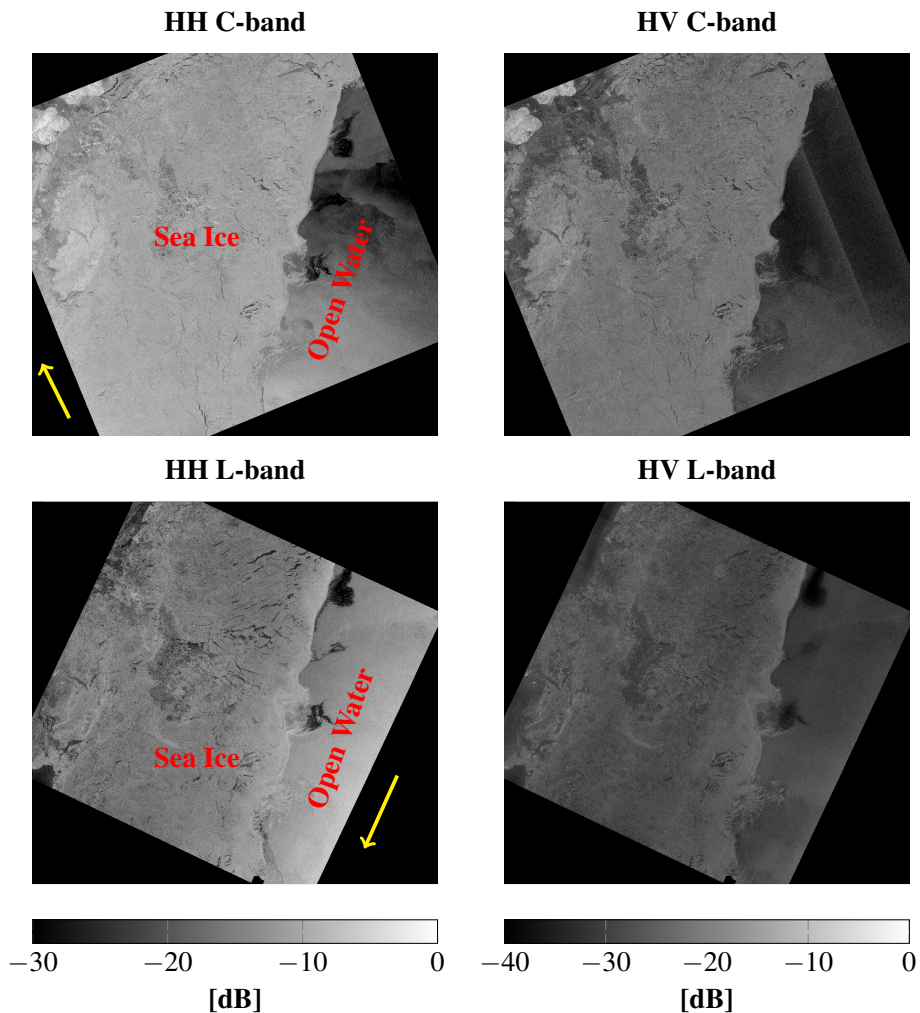 HH C-band
HV C-band
Sea Ice
Open Water
HH L-band
HV L-band
Sea Ice
Open Water
−30 −20 −10 0
[dB]
−40 −30 −20 −10 0
[dB]